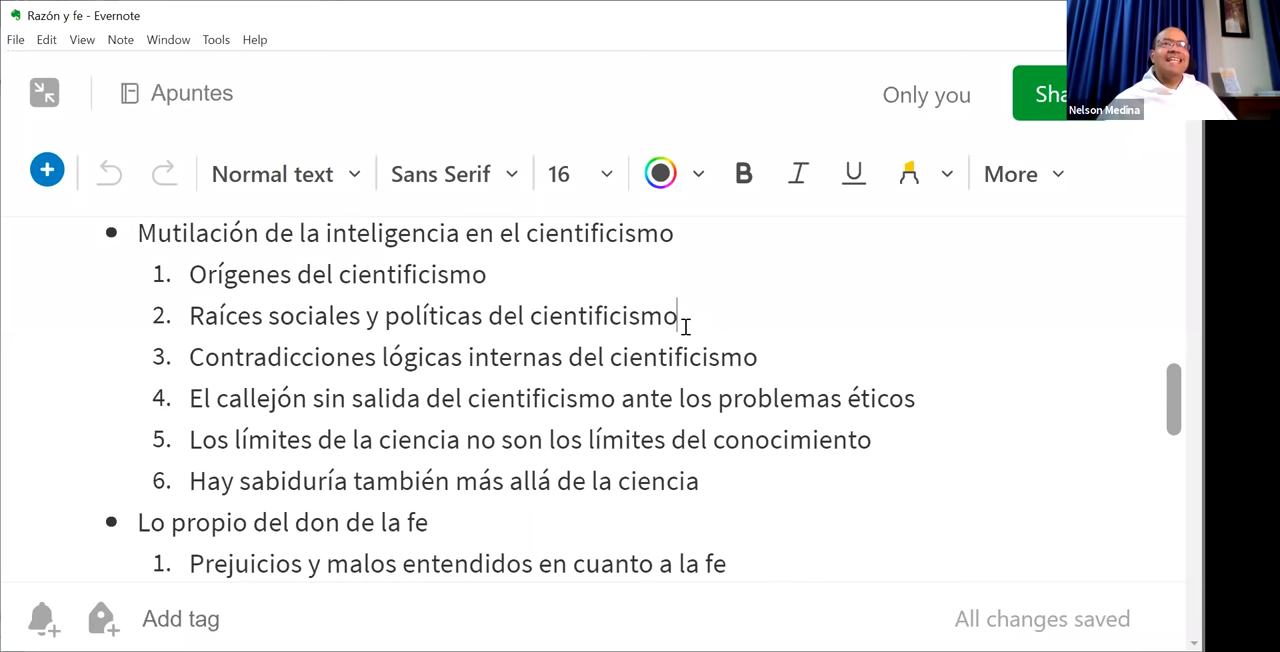 Razón y fe - Evernote
File Edit View Note Window Tools Help
Apuntes
Only you
Sha
Nelson Medina
Normal text
Sans Serif
16
B I U
More
• Mutilación de la inteligencia en el cientificismo
1. Orígenes del cientificismo
2. Raíces sociales y políticas del cientificismo
3. Contradicciones lógicas internas del cientificismo
4. El callejón sin salida del cientificismo ante los problemas éticos
5. Los límites de la ciencia no son los límites del conocimiento
6. Hay sabiduría también más allá de la ciencia
• Lo propio del don de la fe
1. Prejuicios y malos entendidos en cuanto a la fe
Add tag
All changes saved